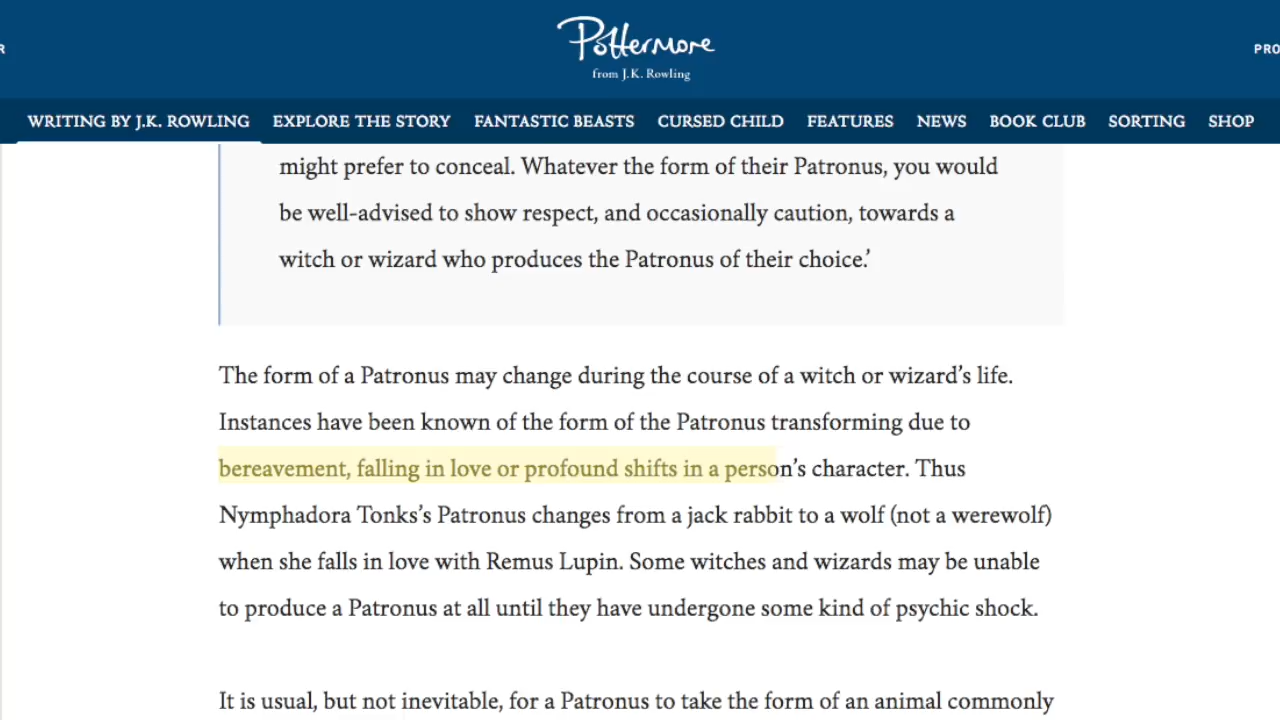 Pottermore
from J.K. Rowling
R
PRO
WRITING BY J.K. ROWLING EXPLORE THE STORY FANTASTIC BEASTS CURSED CHILD FEATURES NEWS BOOK CLUB SORTING SHOP
might prefer to conceal. Whatever the form of their Patronus, you would
be well-advised to show respect, and occasionally caution, towards a
witch or wizard who produces the Patronus of their choice.’
The form of a Patronus may change during the course of a witch or wizard’s life.
Instances have been known of the form of the Patronus transforming due to
bereavement, falling in love or profound shifts in a person’s character. Thus
Nymphadora Tonks’s Patronus changes from a jack rabbit to a wolf (not a werewolf)
when she falls in love with Remus Lupin. Some witches and wizards may be unable
to produce a Patronus at all until they have undergone some kind of psychic shock.
It is usual, but not inevitable, for a Patronus to take the form of an animal commonly